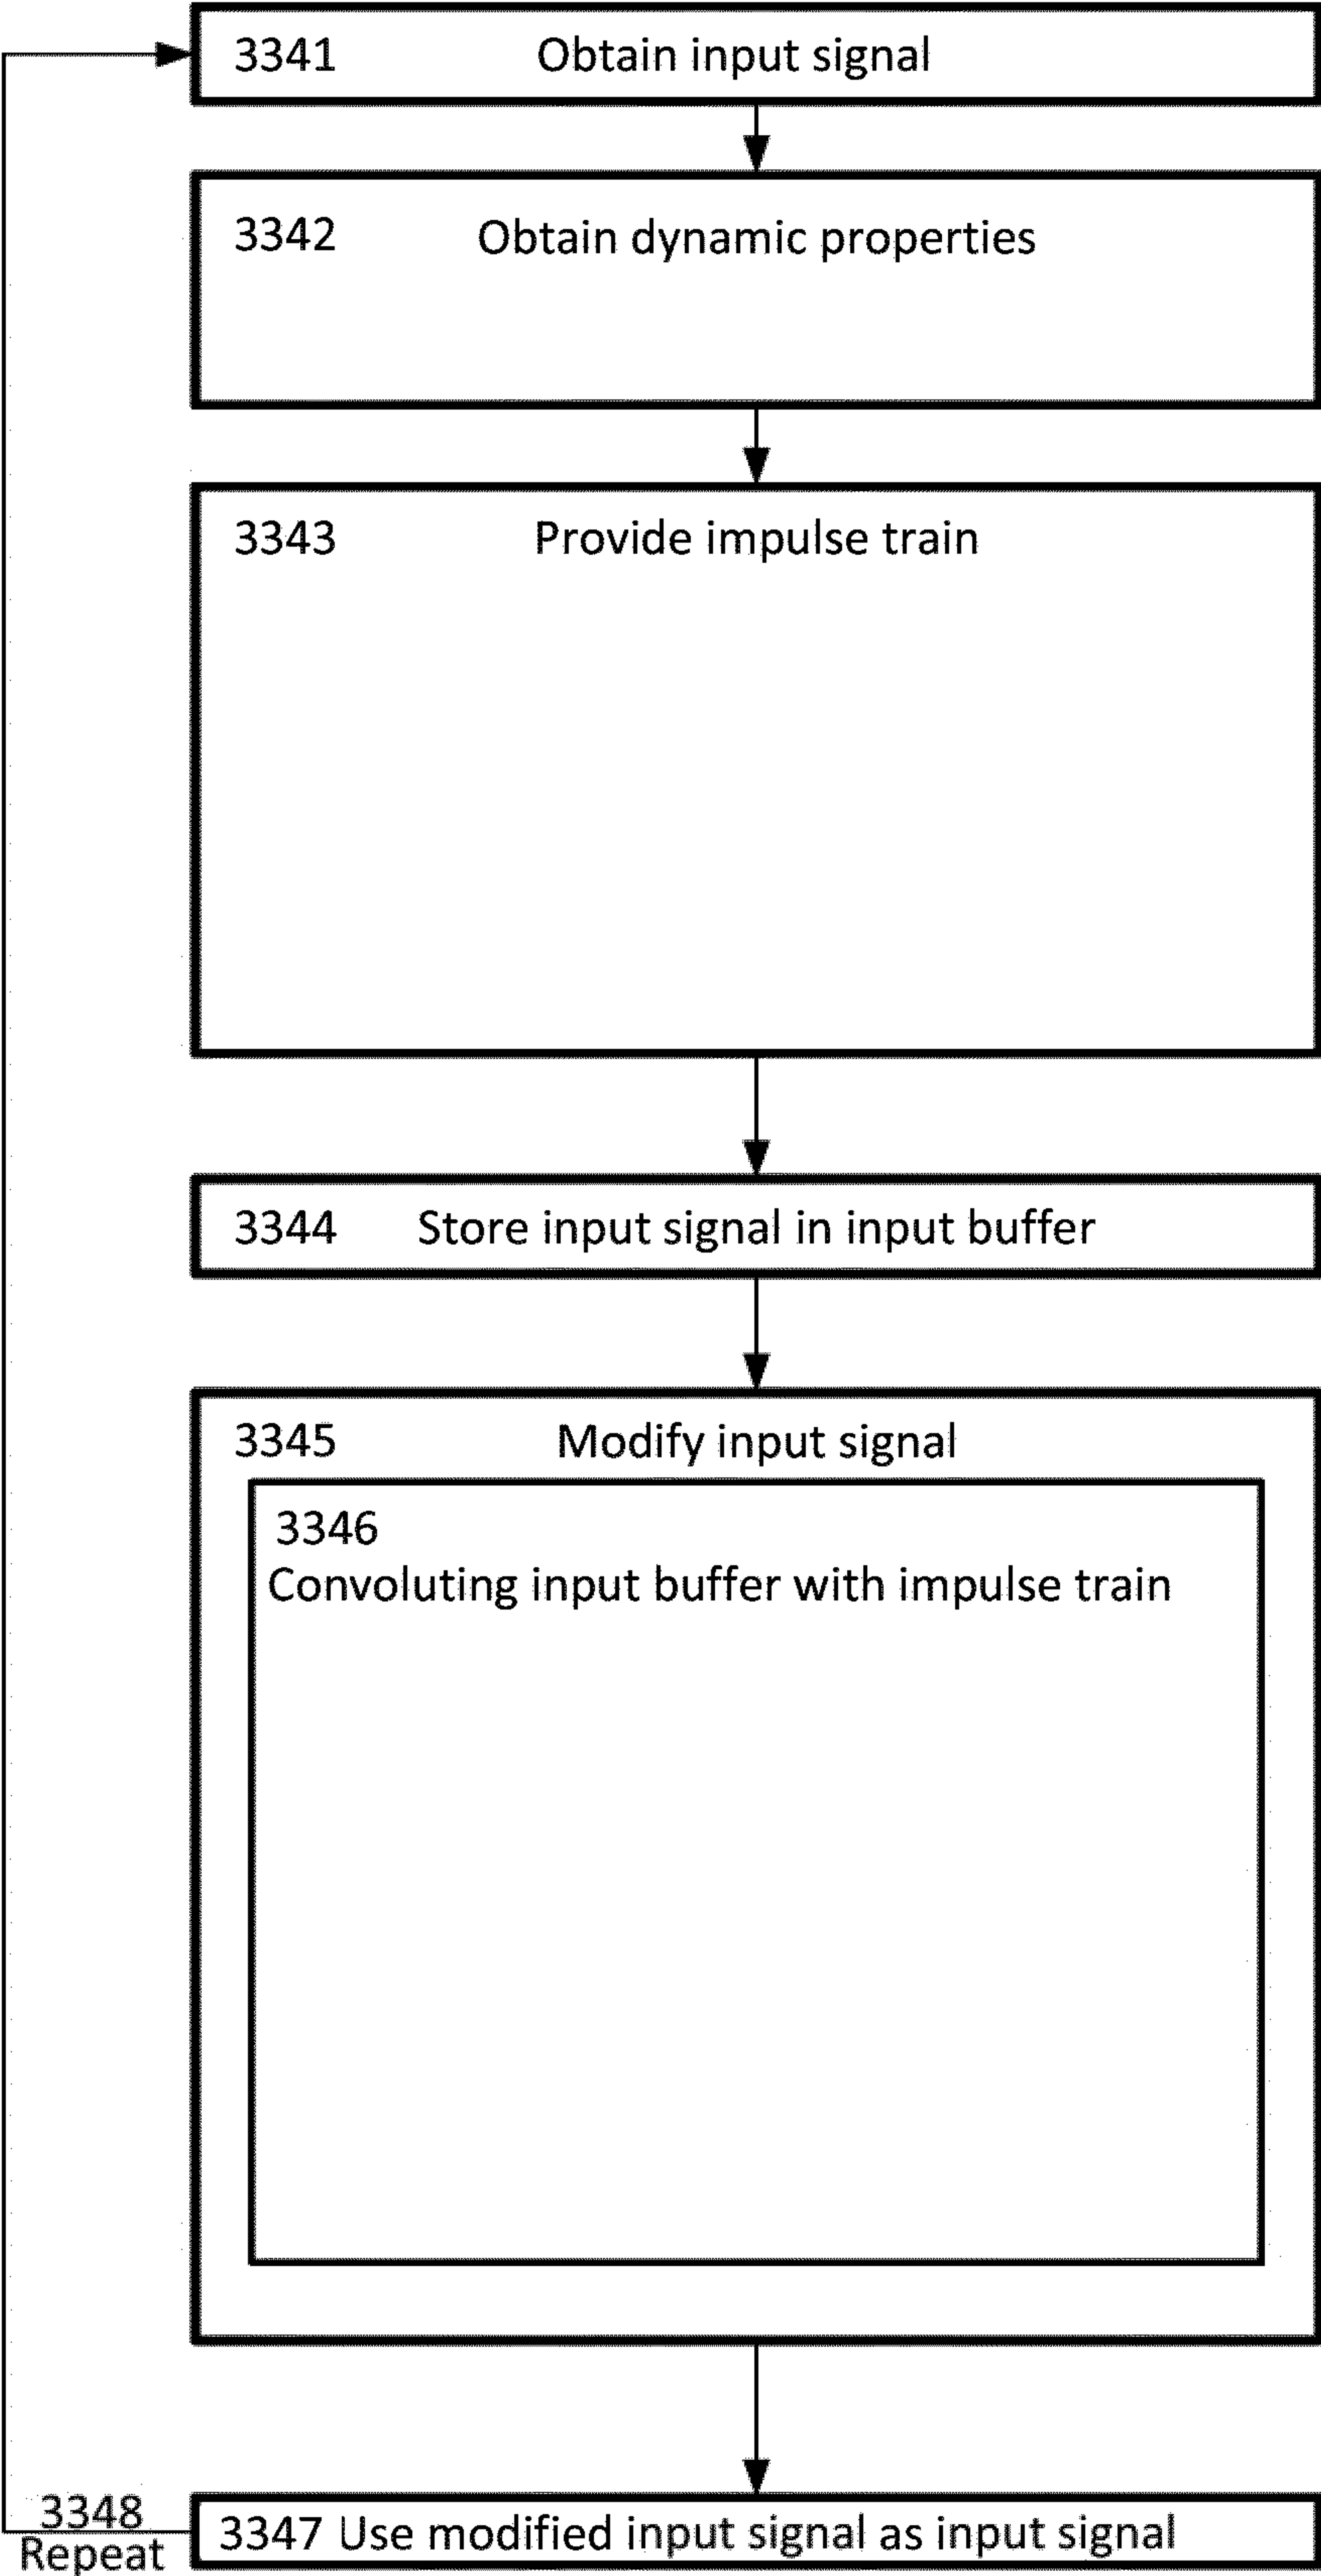 3341 Obtain input signal
3342 Obtain dynamic properties
3343 Provide impulse train
3344 Store input signal in input buffer
3345 Modify input signal
3346
Convoluting input buffer with impulse train
3348
Repeat
3347 Use modified input signal as input signal